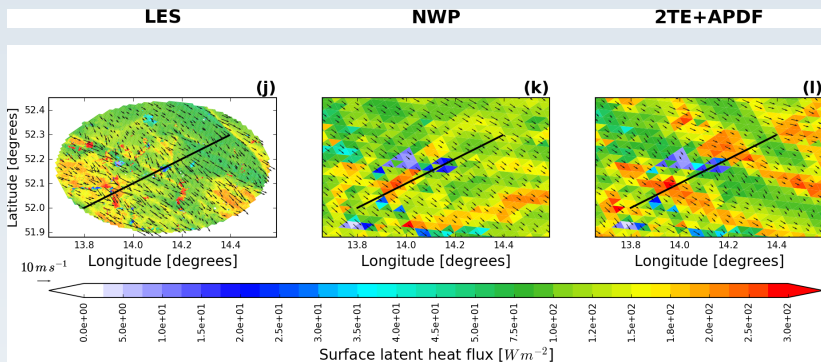 LES NWP 2TE+APDF
(j) (k) (l)
52.4
52.3
52.2
52.1
52.0
51.9
Latitude [degrees]
13.8 14.0 14.2 14.4 13.8 14.0 14.2 14.4 13.8 14.0 14.2 14.4
Longitude [degrees] Longitude [degrees] Longitude [degrees]
10 m s⁻¹
0.0e+00 5.0e+00 1.0e+01 1.5e+01 2.0e+01 2.5e+01 3.0e+01 3.5e+01 4.0e+01 4.5e+01 5.0e+01 7.5e+01 1.0e+02 1.2e+02 1.5e+02 1.8e+02 2.0e+02 2.5e+02 3.0e+02
Surface latent heat flux [W m⁻²]